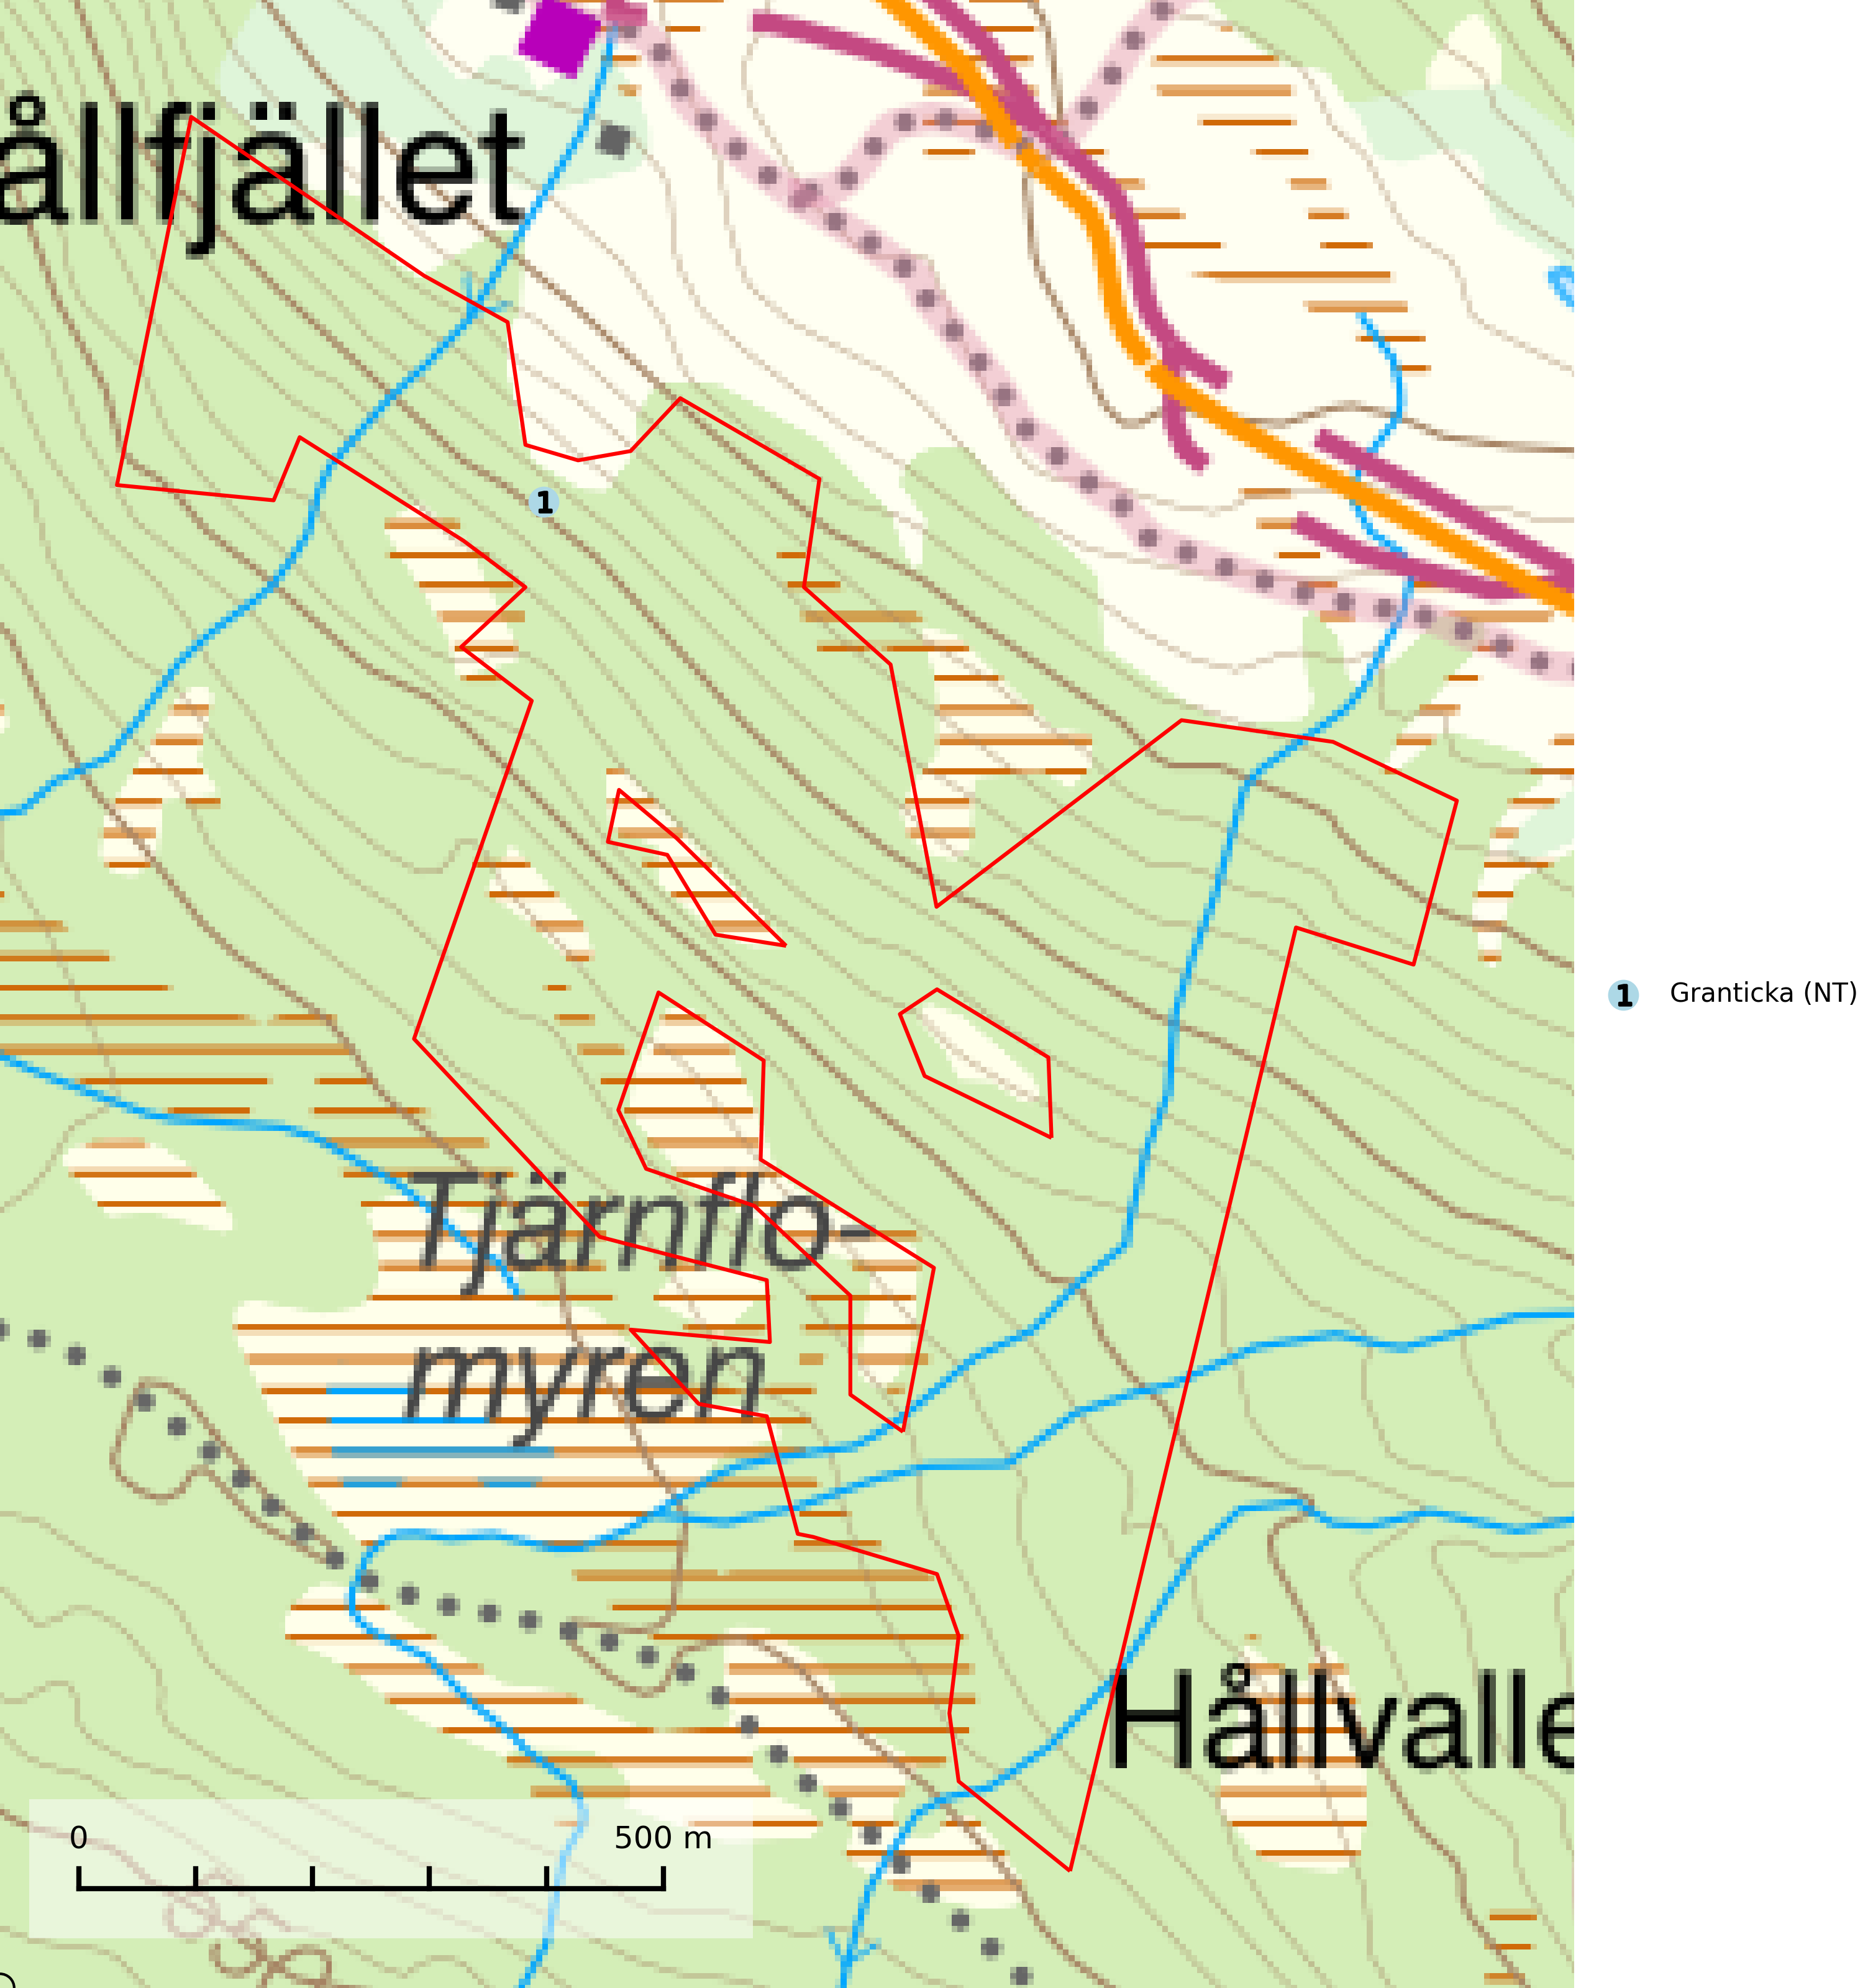 ållfjället
1
1 Granticka (NT)
Tjärnflo-
myren
Hållvalle
0 500 m